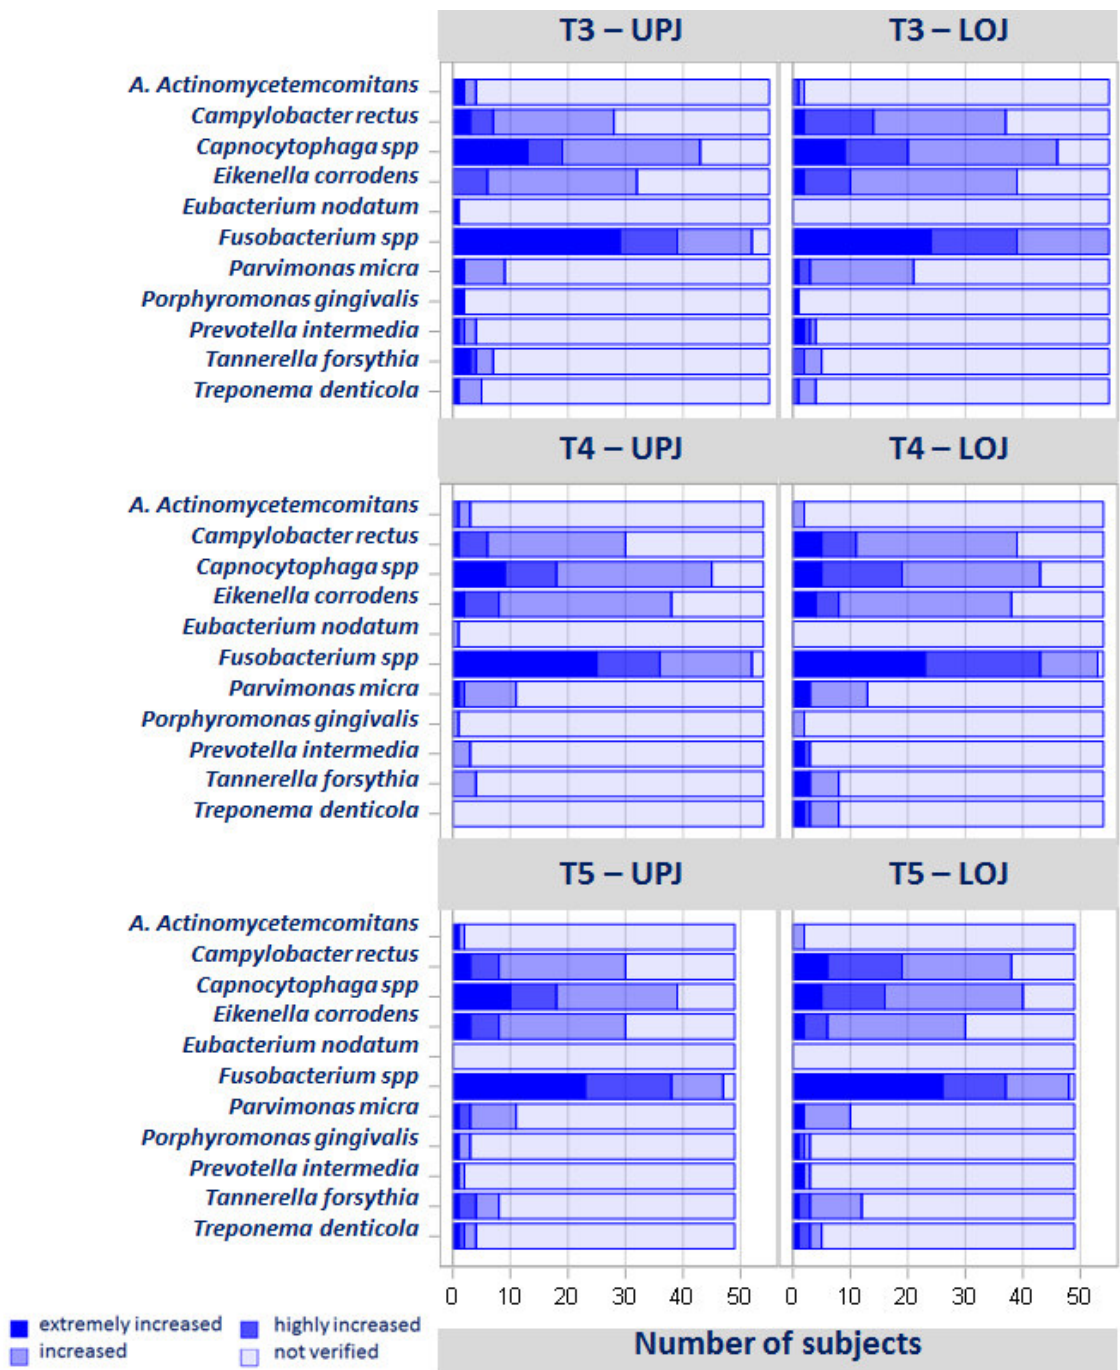 T3 – UPJ T3 – LOJ
A. Actinomycetemcomitans
Campylobacter rectus
Capnocytophaga spp
Eikenella corrodens
Eubacterium nodatum
Fusobacterium spp
Parvimonas micra
Porphyromonas gingivalis
Prevotella intermedia
Tannerella forsythia
Treponema denticola
T4 – UPJ T4 – LOJ
A. Actinomycetemcomitans
Campylobacter rectus
Capnocytophaga spp
Eikenella corrodens
Eubacterium nodatum
Fusobacterium spp
Parvimonas micra
Porphyromonas gingivalis
Prevotella intermedia
Tannerella forsythia
Treponema denticola
T5 – UPJ T5 – LOJ
A. Actinomycetemcomitans
Campylobacter rectus
Capnocytophaga spp
Eikenella corrodens
Eubacterium nodatum
Fusobacterium spp
Parvimonas micra
Porphyromonas gingivalis
Prevotella intermedia
Tannerella forsythia
Treponema denticola
0 10 20 30 40 50 0 10 20 30 40 50
extremely increased highly increased
increased not verified
Number of subjects